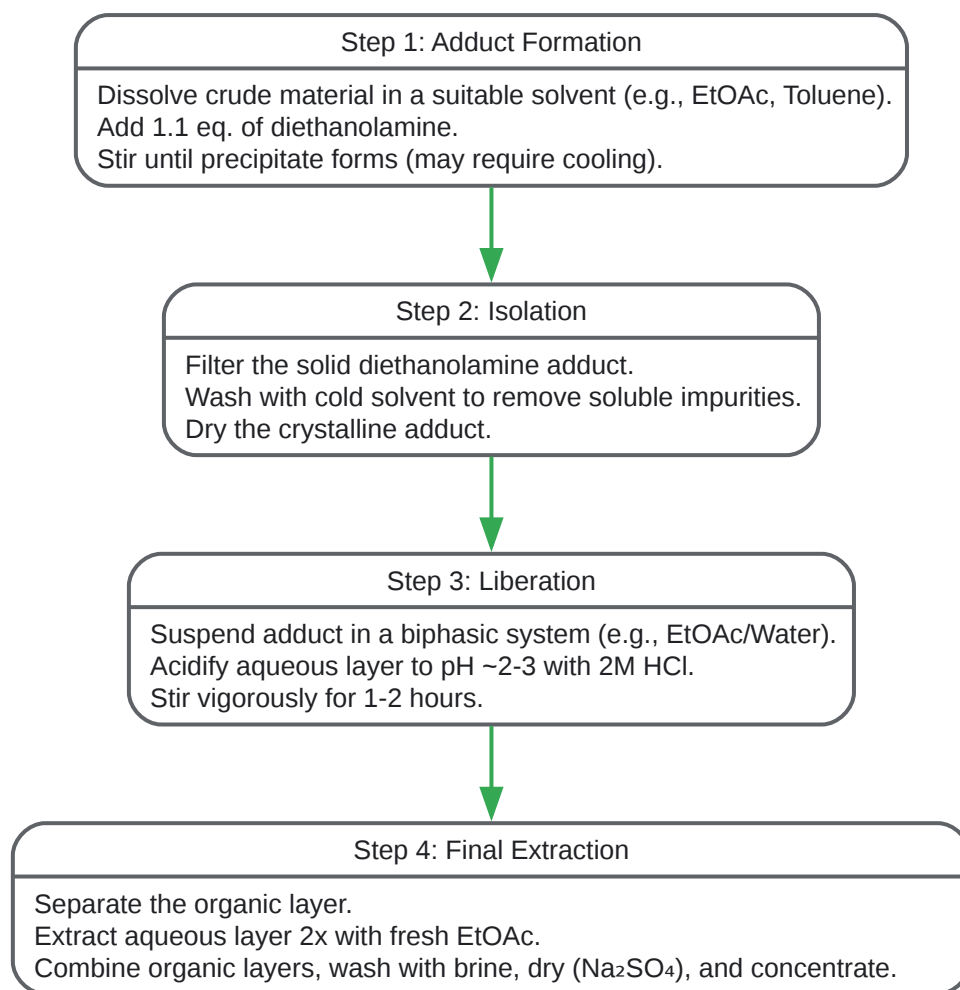 Step 1: Adduct Formation
Dissolve crude material in a suitable solvent (e.g., EtOAc, Toluene).
Add 1.1 eq. of diethanolamine.
Stir until precipitate forms (may require cooling).
Step 2: Isolation
Filter the solid diethanolamine adduct.
Wash with cold solvent to remove soluble impurities.
Dry the crystalline adduct.
Step 3: Liberation
Suspend adduct in a biphasic system (e.g., EtOAc/Water).
Acidify aqueous layer to pH ~2-3 with 2M HCl.
Stir vigorously for 1-2 hours.
Step 4: Final Extraction
Separate the organic layer.
Extract aqueous layer 2x with fresh EtOAc.
Combine organic layers, wash with brine, dry (Na₂SO₄), and concentrate.